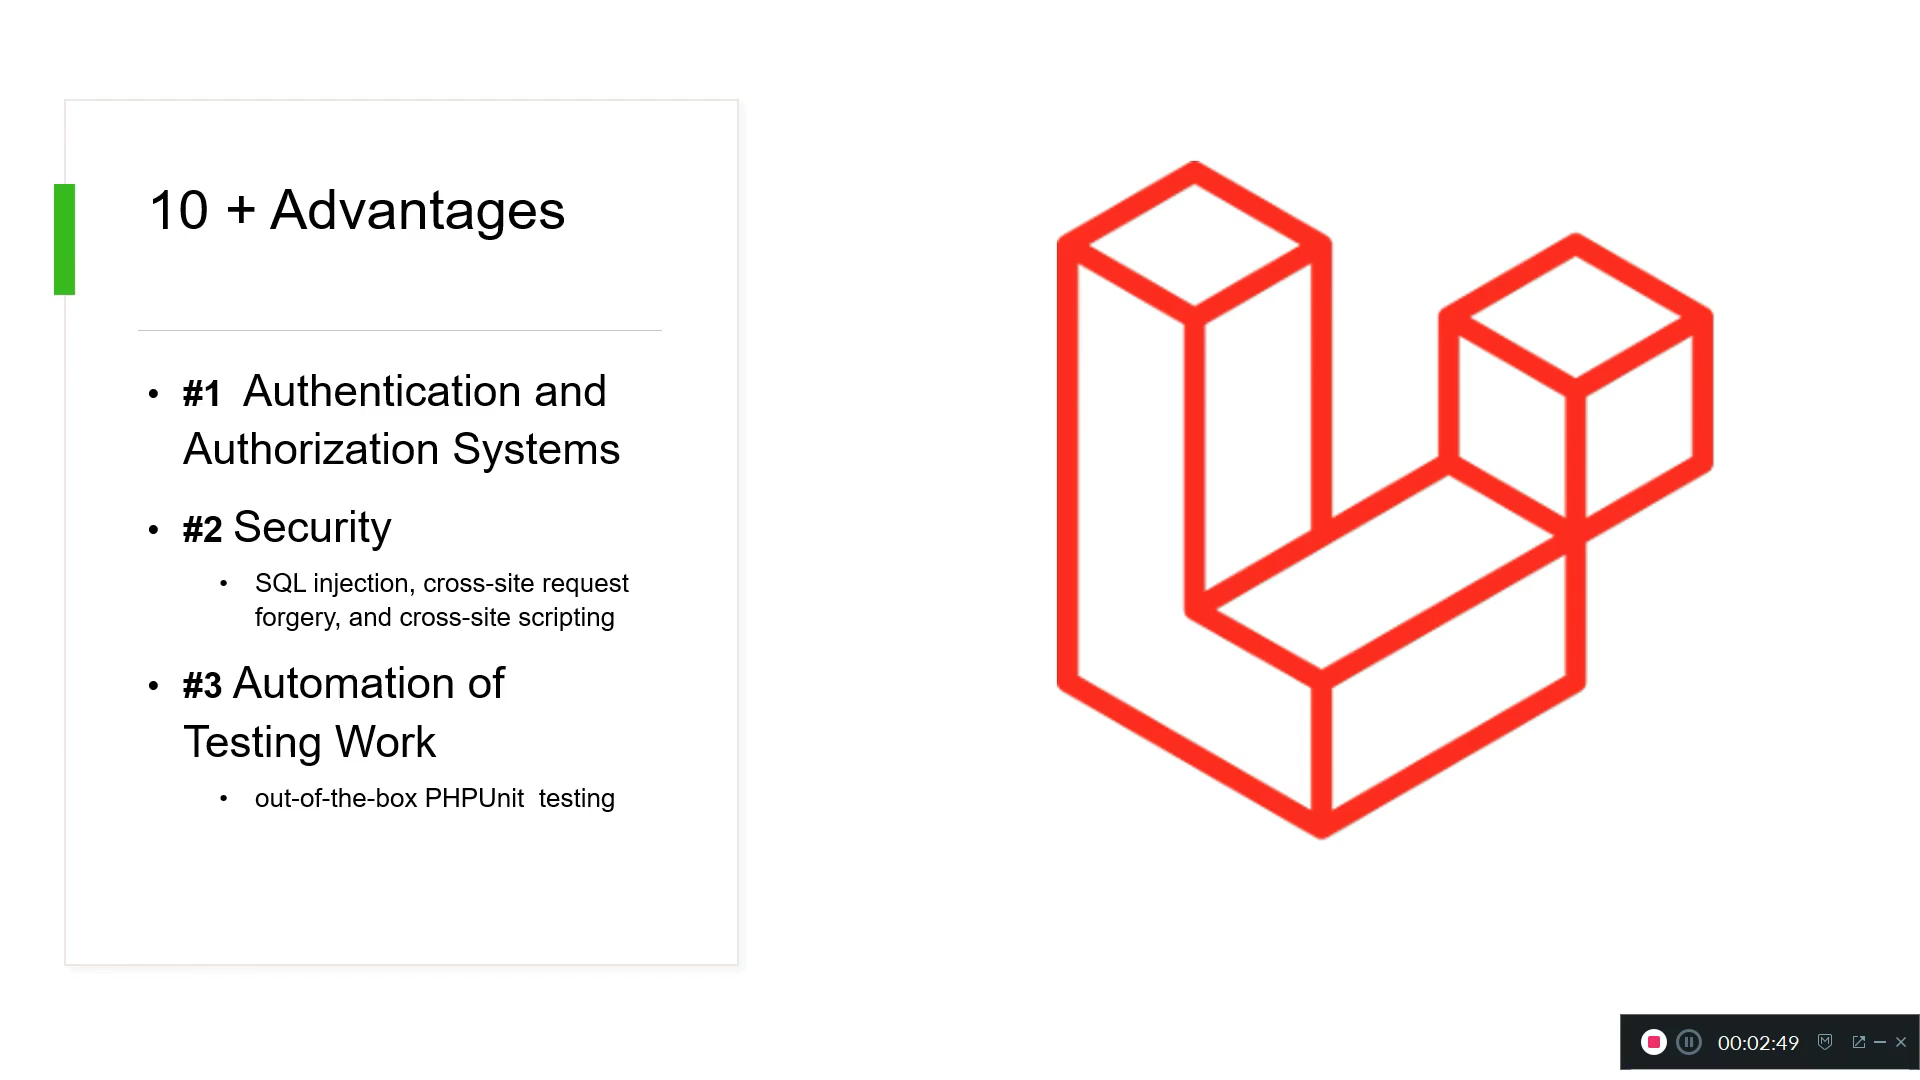 10 + Advantages
• #1  Authentication and
Authorization Systems
• #2 Security
• SQL injection, cross-site request
forgery, and cross-site scripting
• #3 Automation of
Testing Work
• out-of-the-box PHPUnit  testing
00:02:49